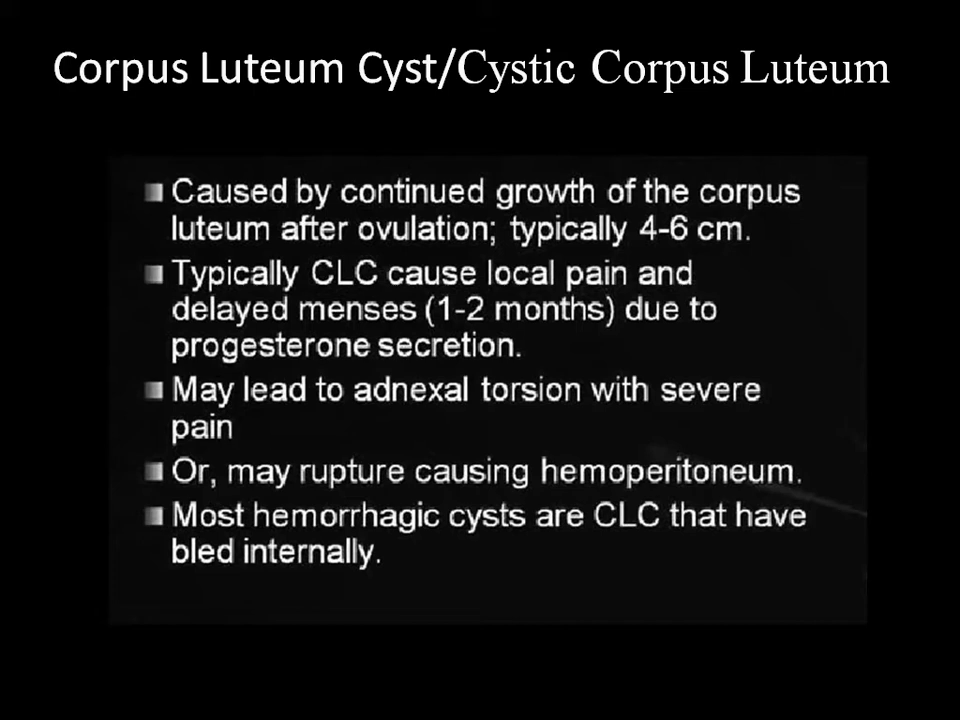 Corpus Luteum Cyst/Cystic Corpus Luteum
Caused by continued growth of the corpus
luteum after ovulation; typically 4-6 cm.
Typically CLC cause local pain and
delayed menses (1-2 months) due to
progesterone secretion.
May lead to adnexal torsion with severe
pain
Or, may rupture causing hemoperitoneum.
Most hemorrhagic cysts are CLC that have
bled internally.